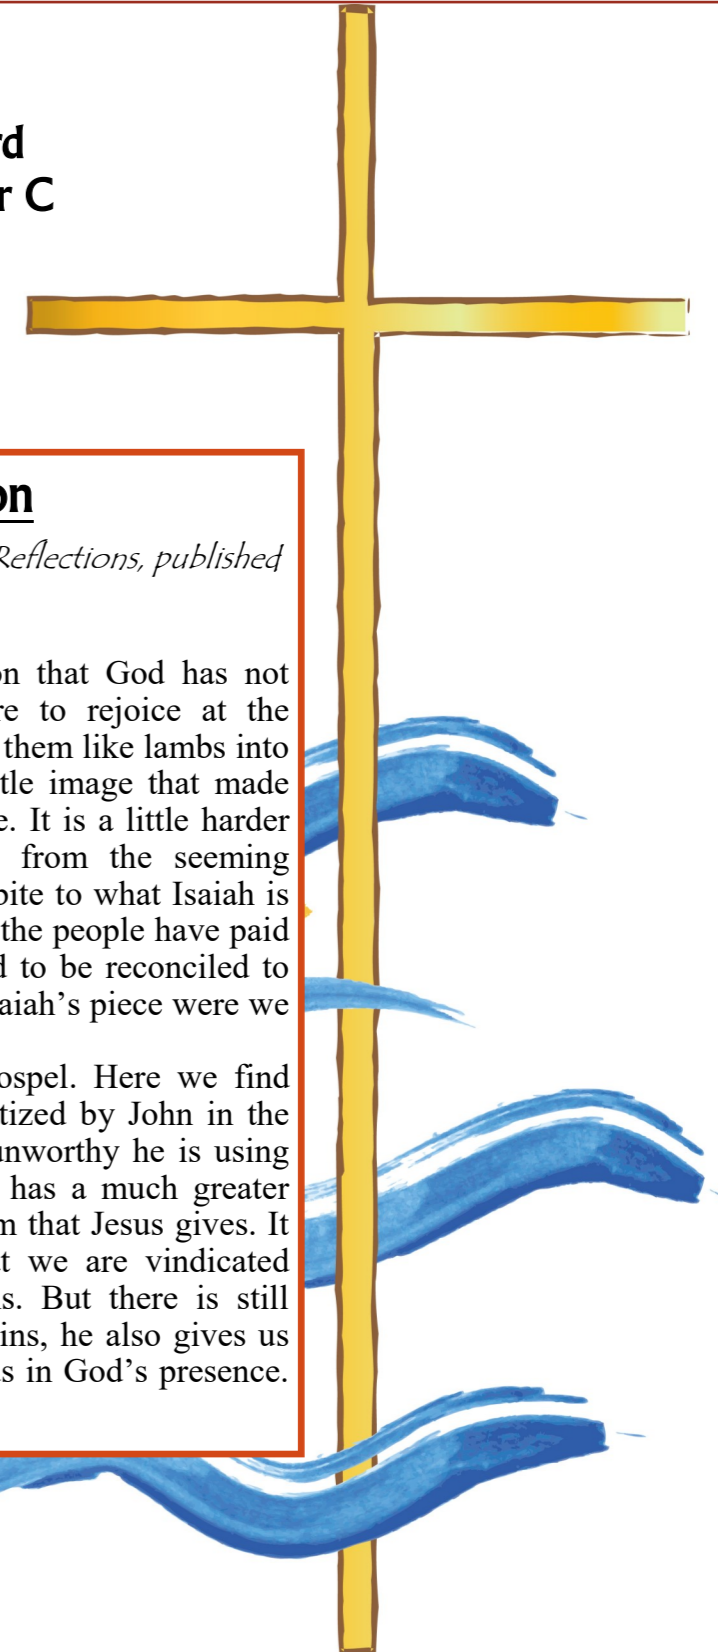 rd
r C
on
Reflections, published
on that God has not
re to rejoice at the
them like lambs into
tle image that made
e. It is a little harder
from the seeming
bite to what Isaiah is
the people have paid
d to be reconciled to
aiah's piece were we
ospel. Here we find
tized by John in the
unworthy he is using
has a much greater
m that Jesus gives. It
t we are vindicated
s. But there is still
ins, he also gives us
s in God's presence.